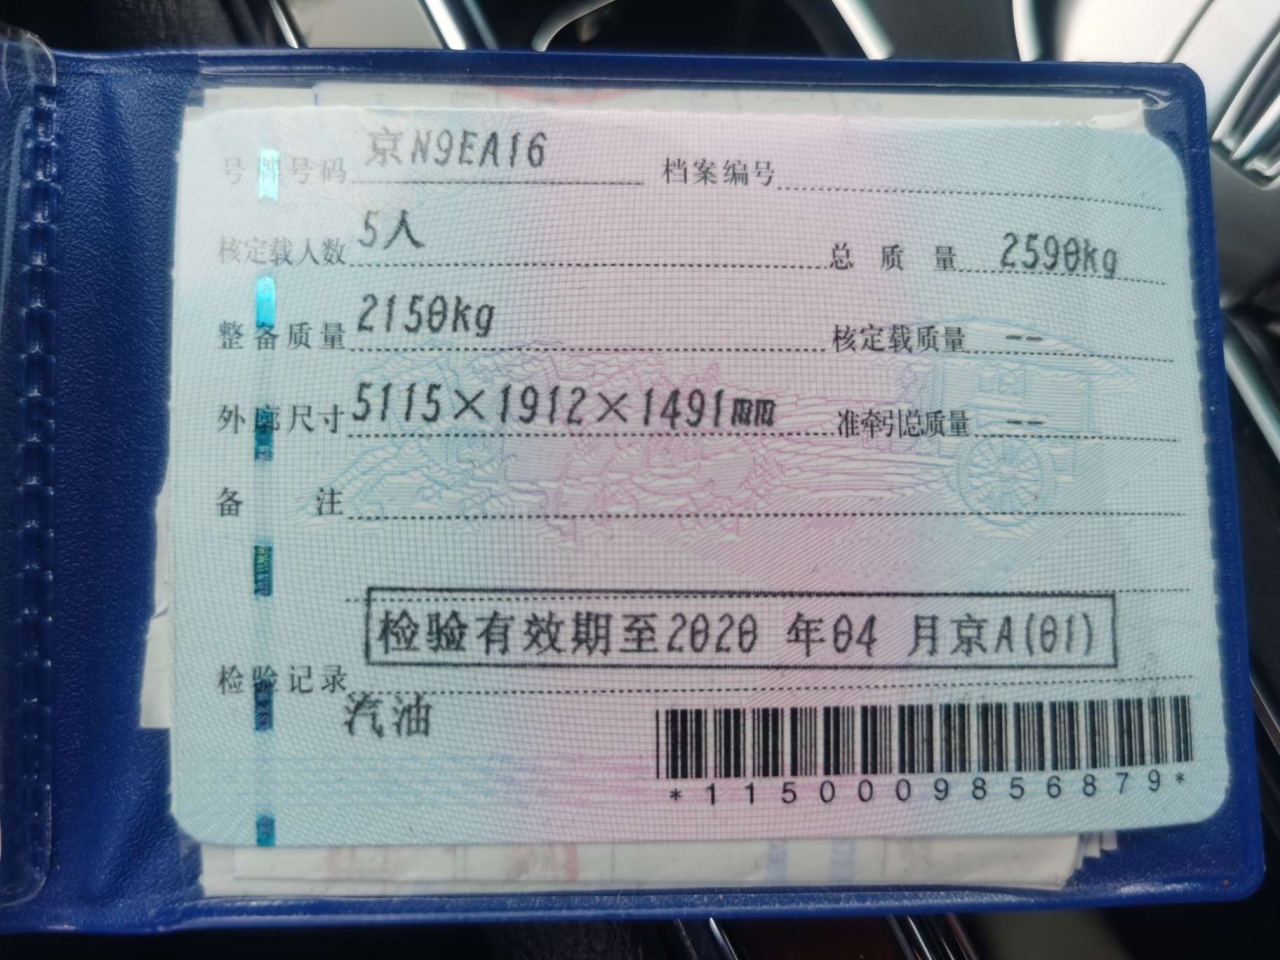 号牌号码 京N9EA16 档案编号
核定载人数 5人 总质量 2590kg
整备质量 2150kg 核定载质量 --
外廓尺寸 5115×1912×1491mm 准牵引总质量 --
备注
检验有效期至2020 年04 月京A(01)
检验记录
汽油
*1150009856879*